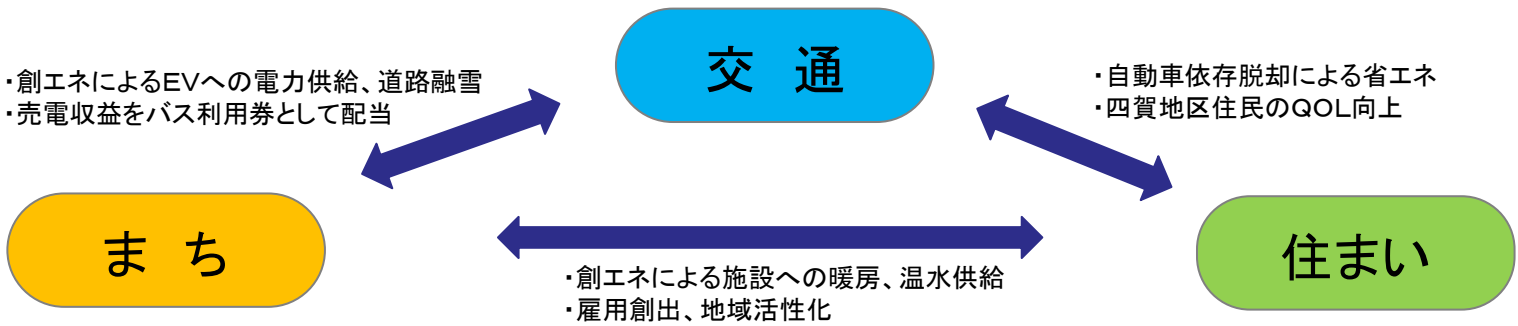 交　通
・創エネによるＥＶへの電力供給、道路融雪
・売電収益をバス利用券として配当
・自動車依存脱却による省エネ
・四賀地区住民のＱＯＬ向上
ま　ち
住まい
・創エネによる施設への暖房、温水供給
・雇用創出、地域活性化